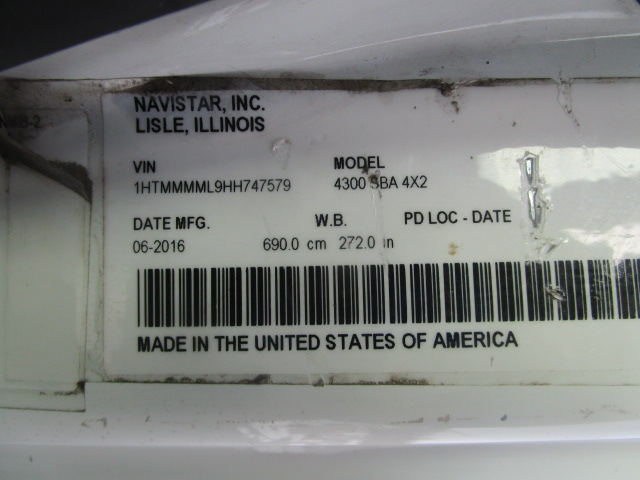 NAVISTAR, INC.
LISLE, ILLINOIS
VIN MODEL
1HTMMMML9HH747579 4300 SBA 4X2
DATE MFG. W.B. PD LOC - DATE
06-2016 690.0 cm 272.0 in
MADE IN THE UNITED STATES OF AMERICA